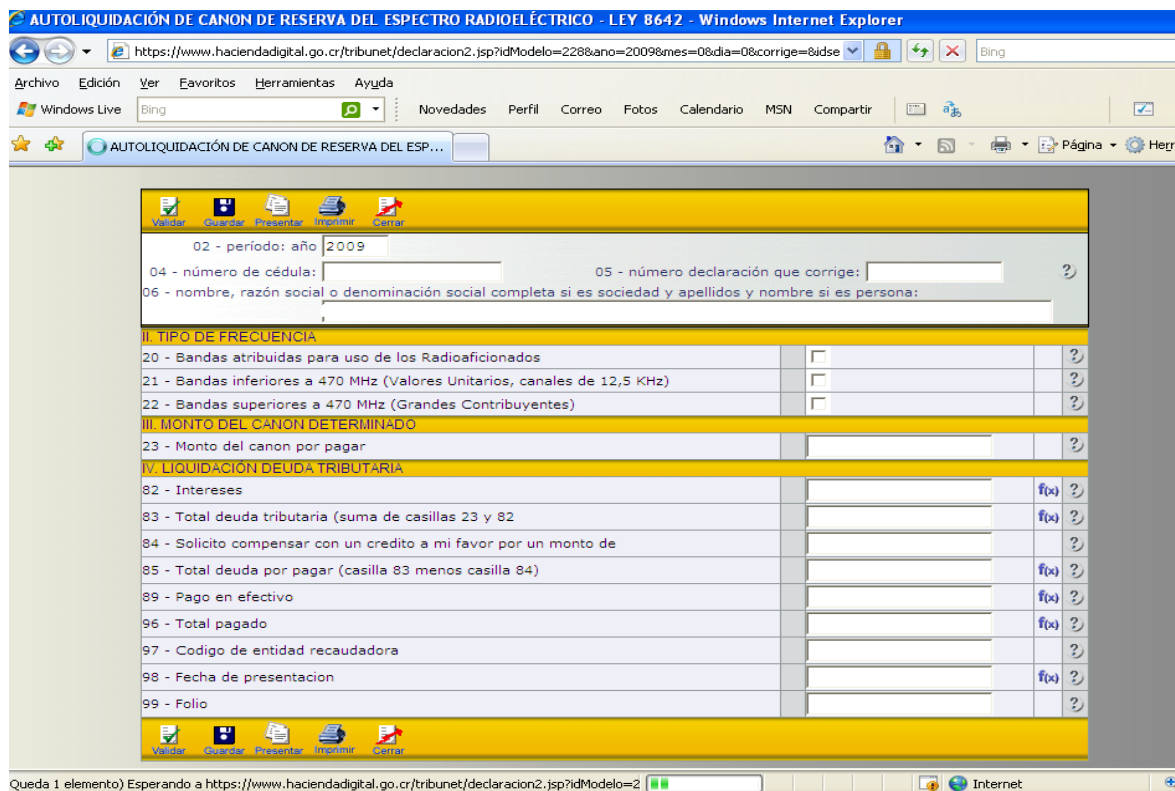 AUTOLIQUIDACIÓN DE CANON DE RESERVA DEL ESPECTRO RADIOELÉCTRICO - LEY 8642 - Windows Internet Explorer
https://www.haciendadigital.go.cr/tribunet/declaracion2.jsp?idModelo=228&ano=2009&mes=0&dia=0&corrige=&idse Bing
Archivo Edición Ver Favoritos Herramientas Ayuda
Windows Live Bing Novedades Perfil Correo Fotos Calendario MSN Compartir
AUTOLIQUIDACIÓN DE CANON DE RESERVA DEL ESP... Página Herr
Validar Guardar Presentar Imprimir Cerrar
02 - período: año 2009
04 - número de cédula: 05 - número declaración que corrige: ?
06 - nombre, razón social o denominación social completa si es sociedad y apellidos y nombre si es persona:
,
II. TIPO DE FRECUENCIA
20 - Bandas atribuidas para uso de los Radioaficionados ?
21 - Bandas inferiores a 470 MHz (Valores Unitarios, canales de 12,5 KHz) ?
22 - Bandas superiores a 470 MHz (Grandes Contribuyentes) ?
III. MONTO DEL CANON DETERMINADO
23 - Monto del canon por pagar ?
IV. LIQUIDACIÓN DEUDA TRIBUTARIA
82 - Intereses f(x) ?
83 - Total deuda tributaria (suma de casillas 23 y 82 f(x) ?
84 - Solicito compensar con un credito a mi favor por un monto de ?
85 - Total deuda por pagar (casilla 83 menos casilla 84) f(x) ?
89 - Pago en efectivo f(x) ?
96 - Total pagado f(x) ?
97 - Codigo de entidad recaudadora ?
98 - Fecha de presentacion f(x) ?
99 - Folio ?
Validar Guardar Presentar Imprimir Cerrar
Queda 1 elemento) Esperando a https://www.haciendadigital.go.cr/tribunet/declaracion2.jsp?idModelo=2 Internet